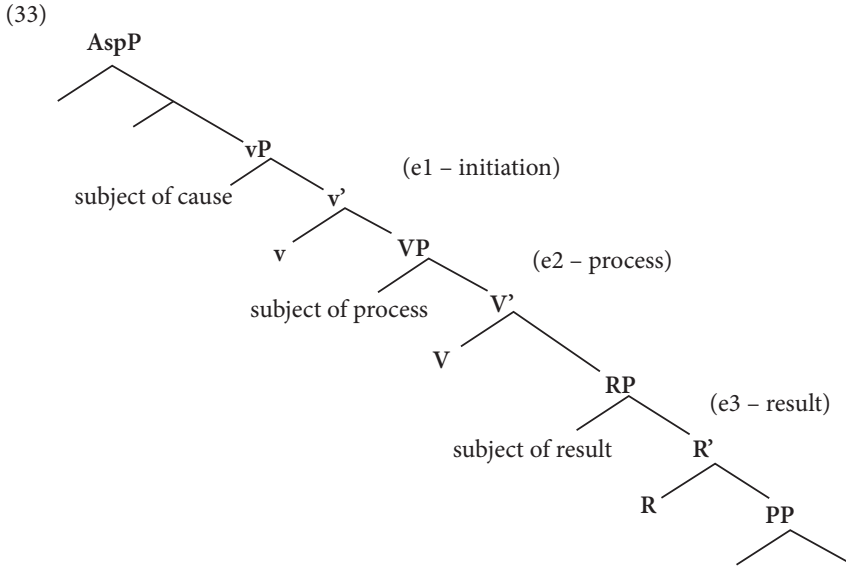 (33)
AspP
vP
(e1 – initiation)
subject of cause
v’
v
VP
(e2 – process)
subject of process
V’
V
RP
(e3 – result)
subject of result
R’
R
PP